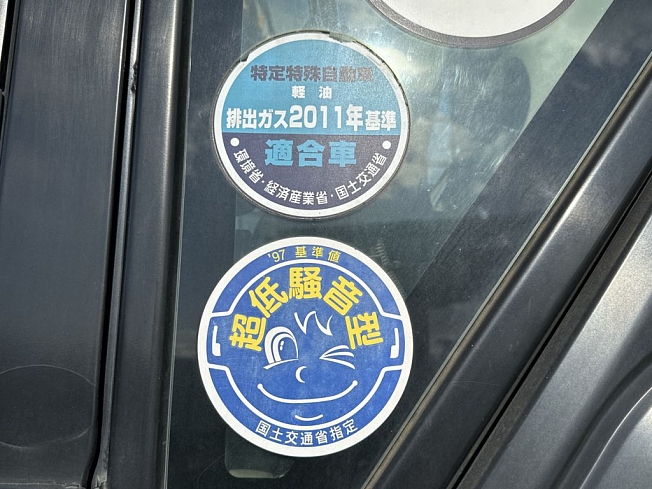 特定特殊自動車
軽油
排出ガス2011年基準
適合車
・環境省・経済産業省・国土交通省・
'97 基準値
超低騒音型
国土交通省指定